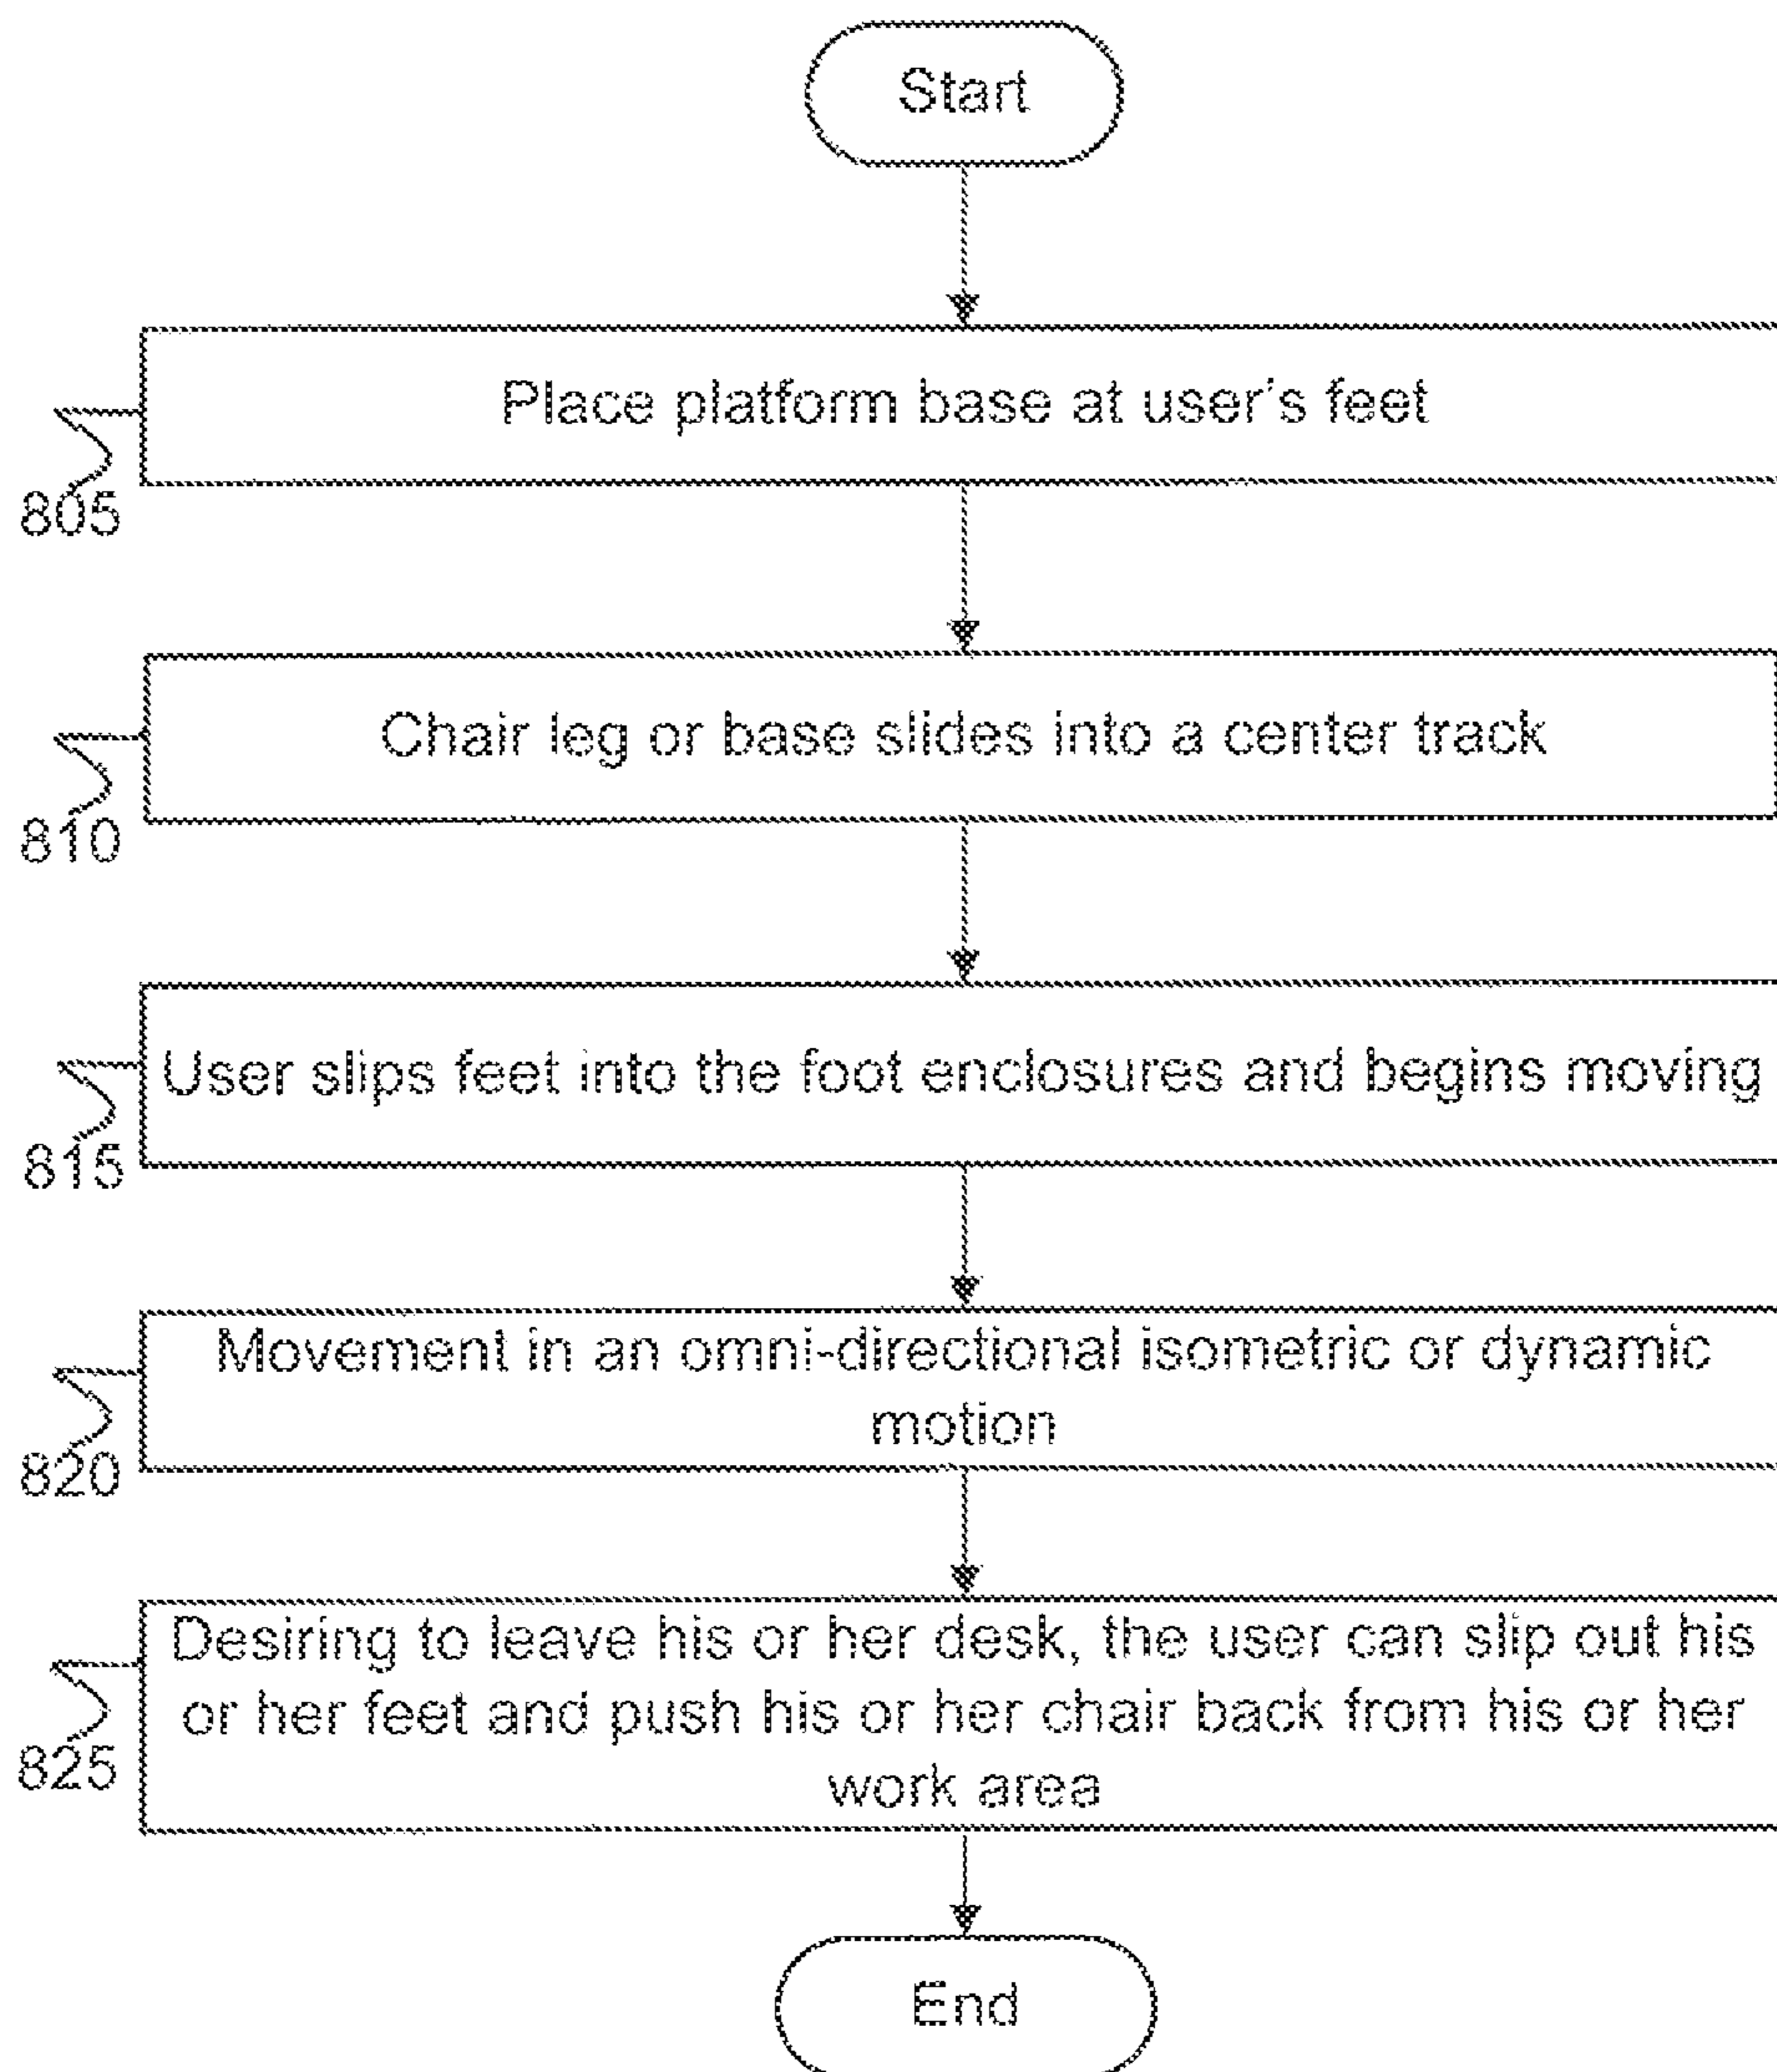 Start
Place platform base at user's feet
805
Chair leg or base slides into a center track
810
User slips feet into the foot enclosures and begins moving
815
Movement in an omni-directional isometric or dynamic
motion
820
Desiring to leave his or her desk, the user can slip out his
or her feet and push his or her chair back from his or her
work area
825
End